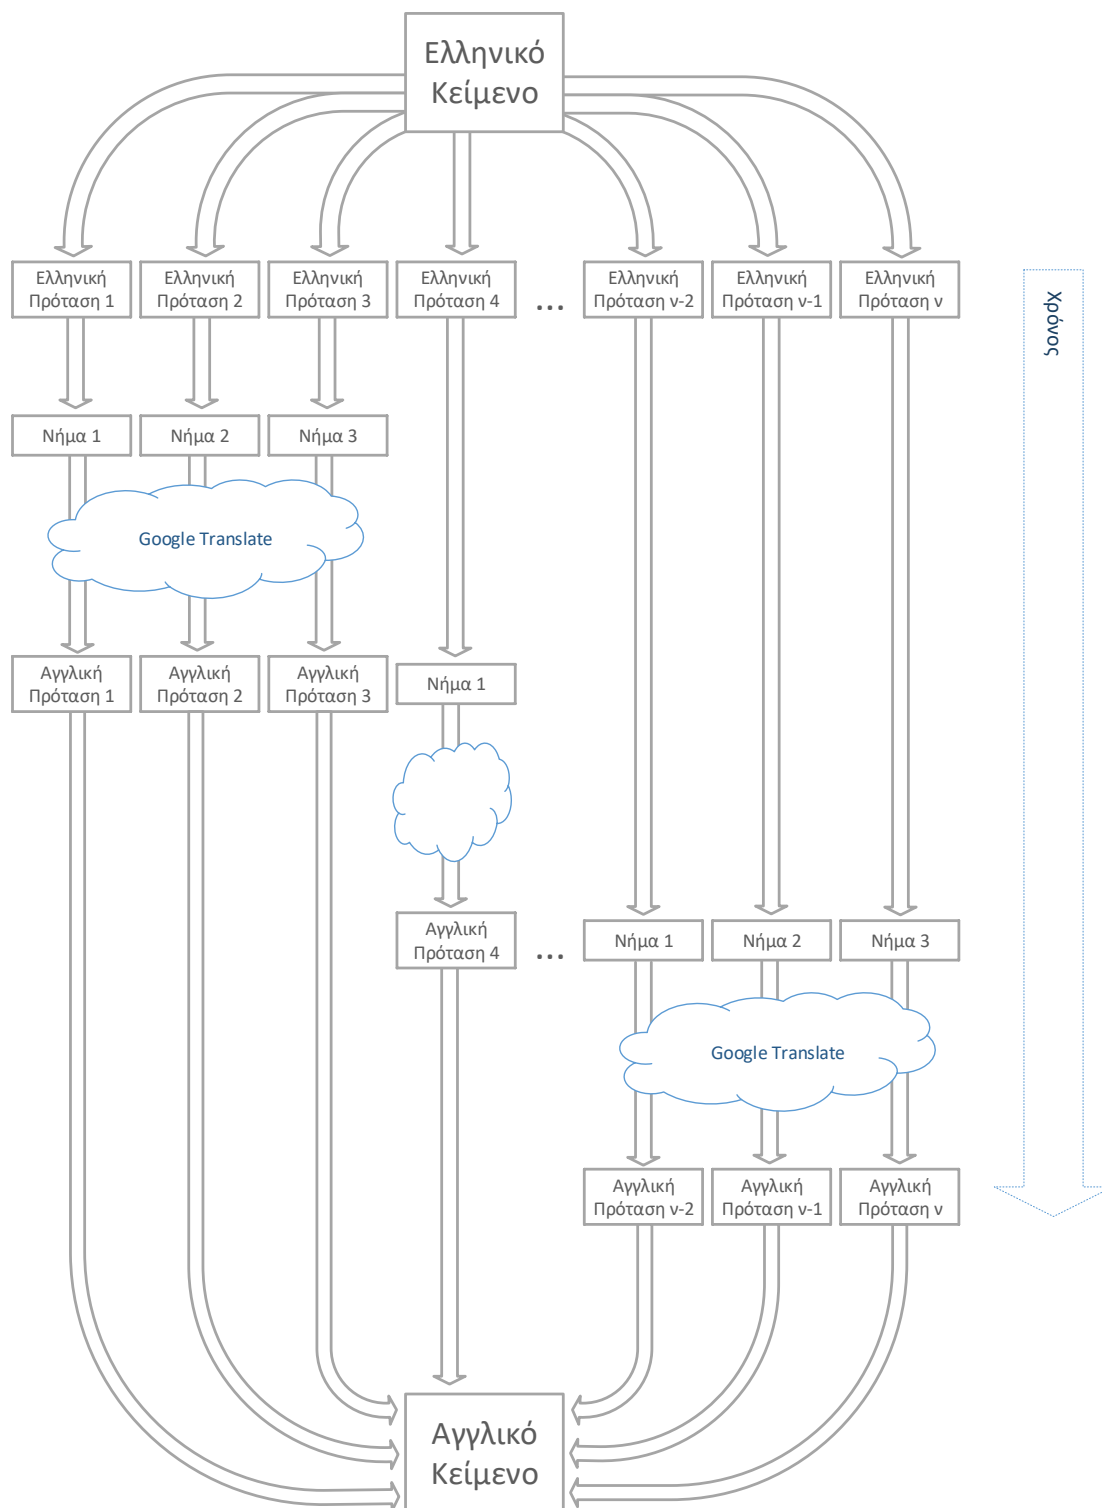 Ελληνικό
Κείμενο
Ελληνική
Πρόταση 1
Ελληνική
Πρόταση 2
Ελληνική
Πρόταση 3
Ελληνική
Πρόταση 4
...
Ελληνική
Πρόταση ν-2
Ελληνική
Πρόταση ν-1
Ελληνική
Πρόταση ν
Χρόνος
Νήμα 1
Νήμα 2
Νήμα 3
Google Translate
Αγγλική
Πρόταση 1
Αγγλική
Πρόταση 2
Αγγλική
Πρόταση 3
Νήμα 1
Αγγλική
Πρόταση 4
...
Νήμα 1
Νήμα 2
Νήμα 3
Google Translate
Αγγλική
Πρόταση ν-2
Αγγλική
Πρόταση ν-1
Αγγλική
Πρόταση ν
Αγγλικό
Κείμενο